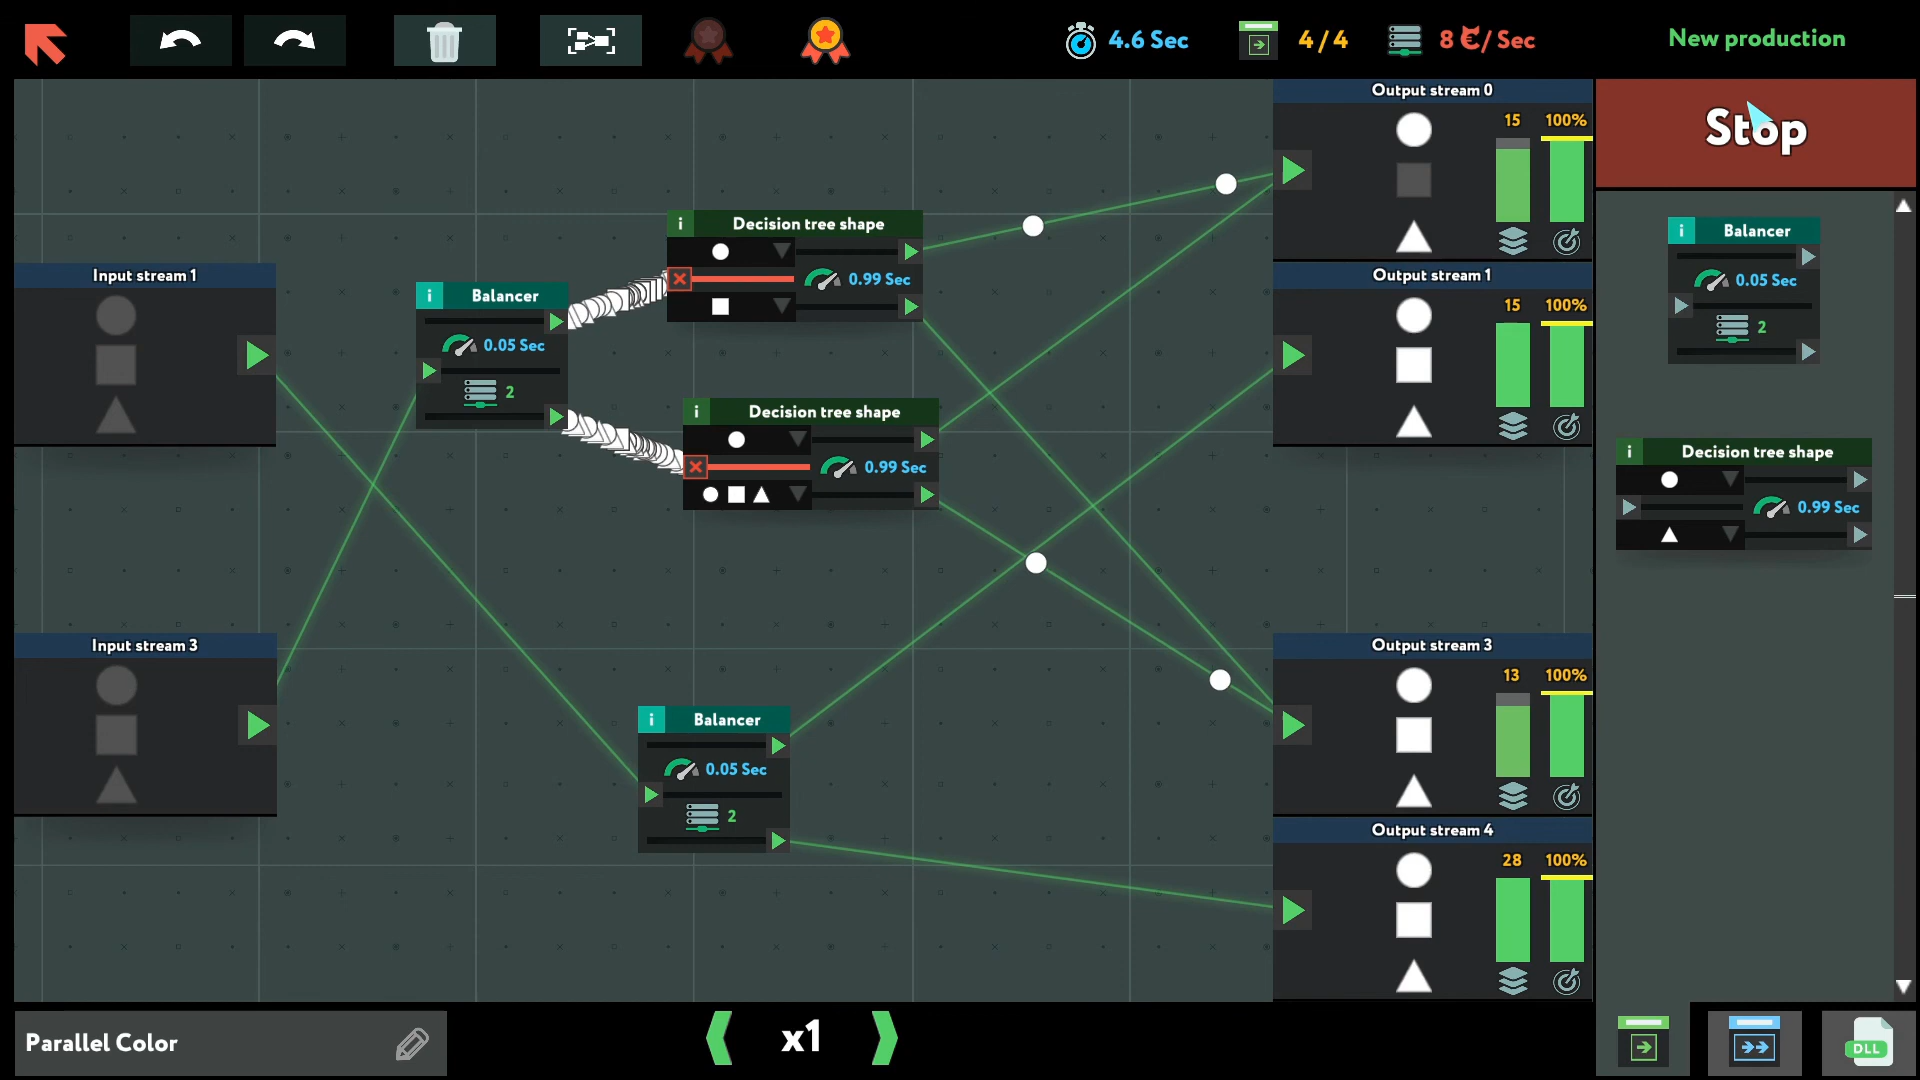 4.6 Sec
4/4
8 €/ Sec
New production
Stop
Input stream 1
Input stream 3
i Balancer
0.05 Sec
2
i Decision tree shape
0.99 Sec
i Decision tree shape
0.99 Sec
i Balancer
0.05 Sec
2
Output stream 0
15 100%
Output stream 1
15 100%
Output stream 3
13 100%
Output stream 4
28 100%
i Balancer
0.05 Sec
2
i Decision tree shape
0.99 Sec
Parallel Color
x1
DLL